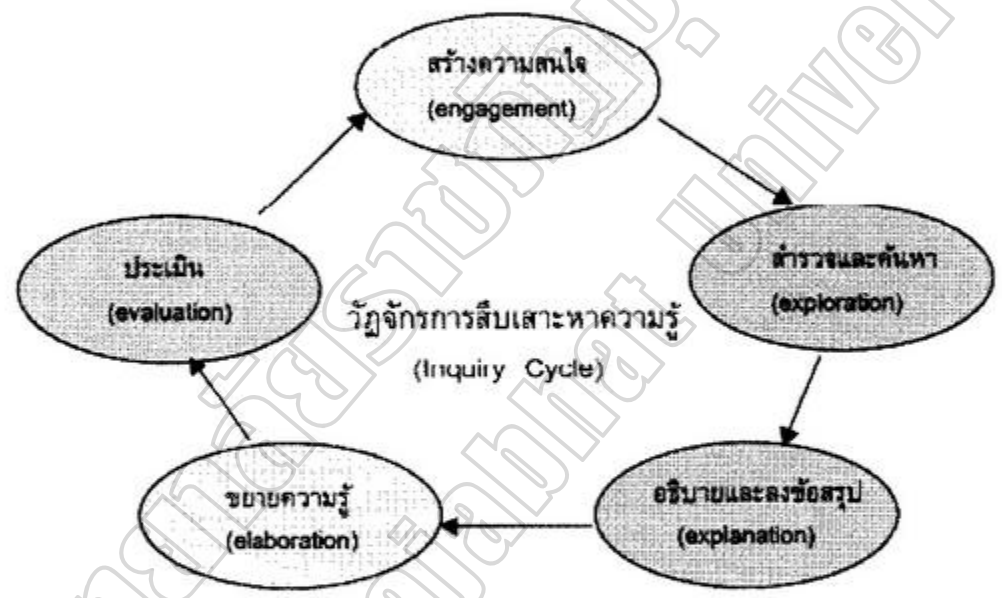 สร้างความสนใจ
(engagement)
สำรวจและค้นหา
(exploration)
อธิบายและลงข้อสรุป
(explanation)
ขยายความรู้
(elaboration)
ประเมิน
(evaluation)
วัฏจักรการสืบเสาะหาความรู้
(Inquiry Cycle)